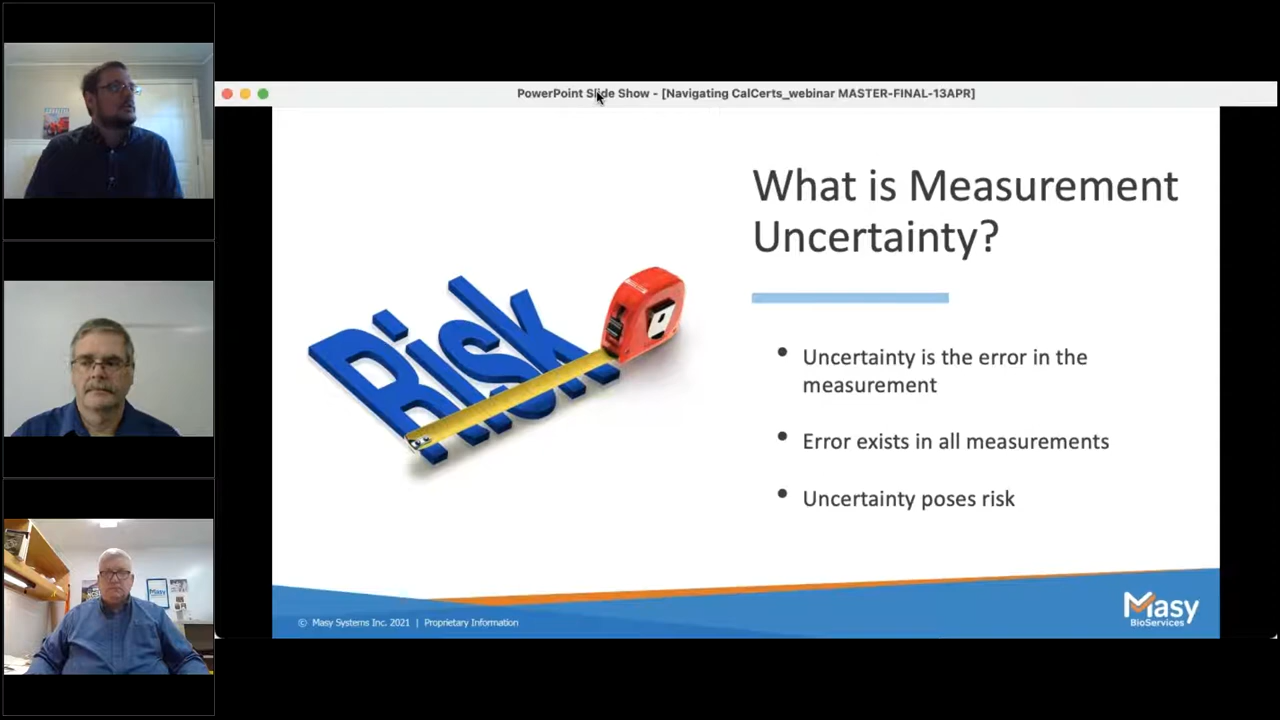 PowerPoint Slide Show - [Navigating CalCerts_webinar MASTER-FINAL-13APR]
What is Measurement
Uncertainty?
Risk
• Uncertainty is the error in the
measurement
• Error exists in all measurements
• Uncertainty poses risk
© Masy Systems Inc. 2021 | Proprietary Information
Masy
BioServices
Masy